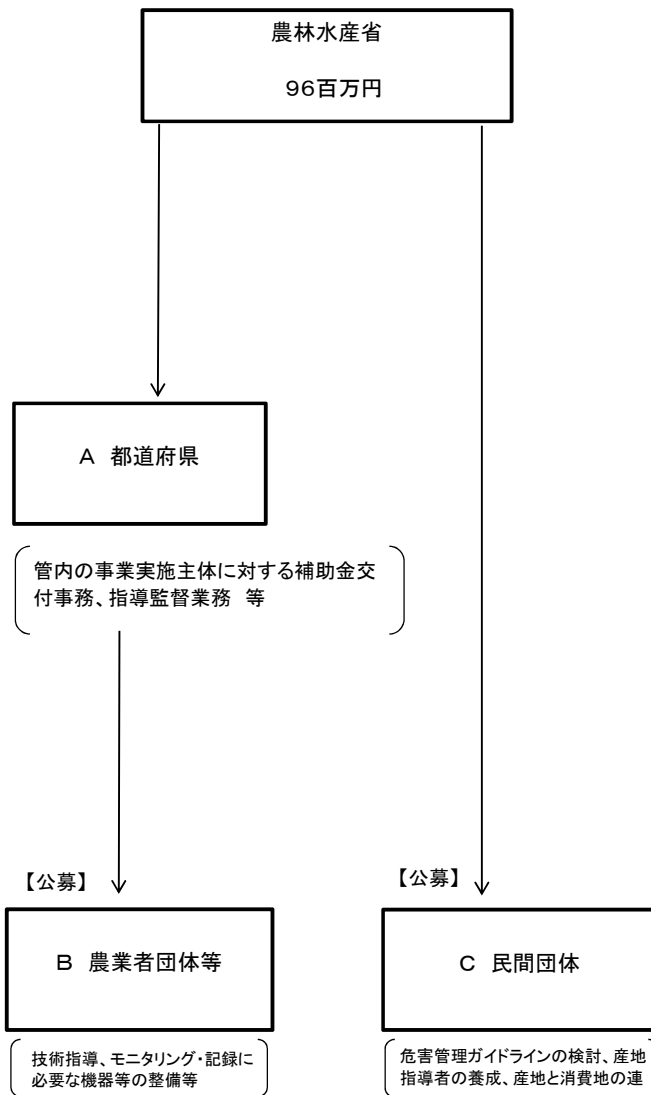 農林水産省
96百万円
A 都道府県
管内の事業実施主体に対する補助金交
付事務、指導監督業務 等
【公募】
B 農業者団体等
技術指導、モニタリング・記録に
必要な機器等の整備等
【公募】
C 民間団体
危害管理ガイドラインの検討、産地
指導者の養成、産地と消費地の連